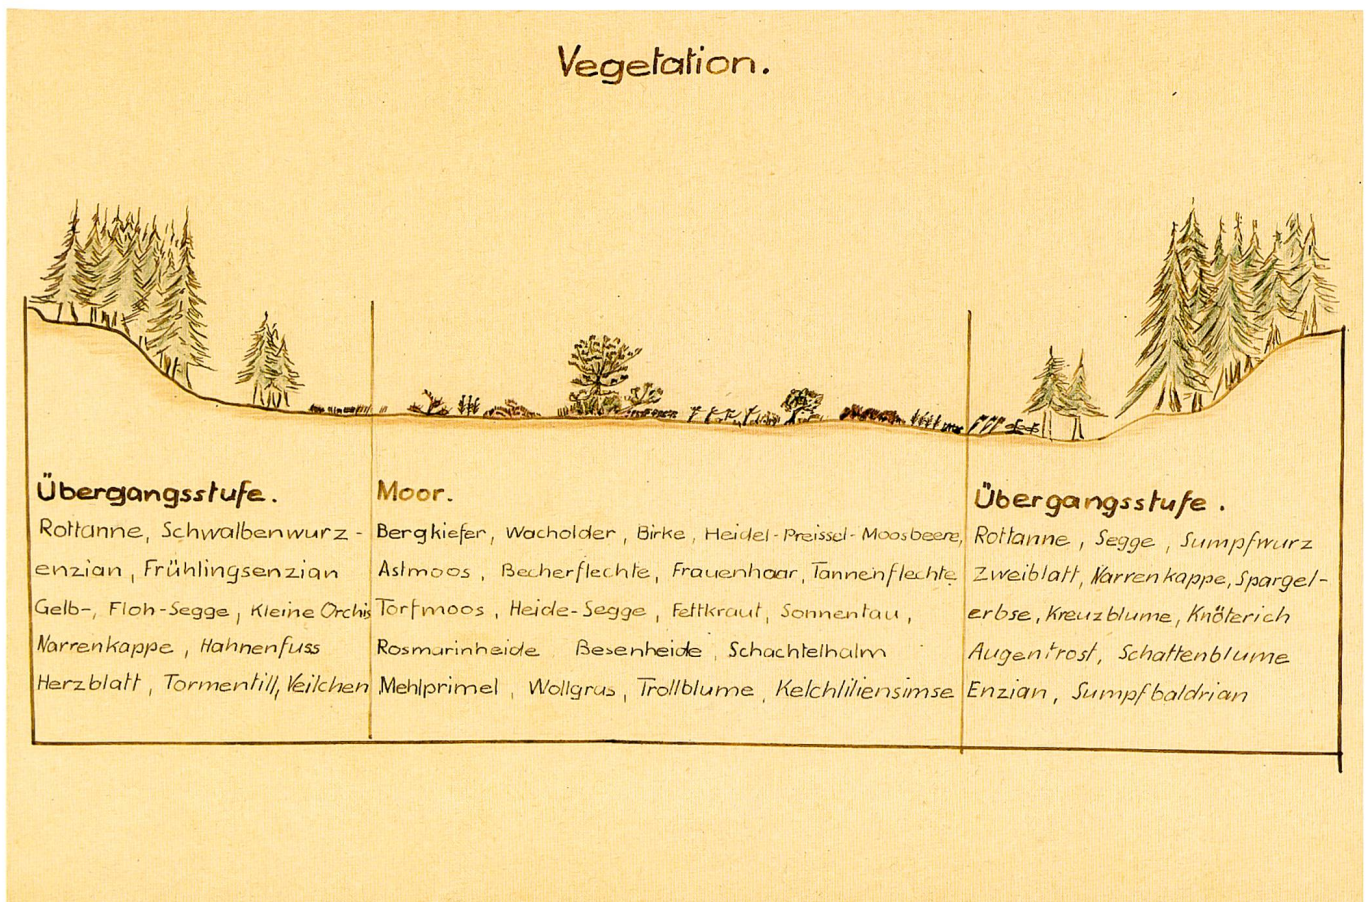 Vegetation.
Übergangsstufe.
Rottanne, Schwalbenwurz-
enzian, Frühlingsenzian
Gelb-, Floh-Segge, Kleine Orchis
Narrenkappe, Hahnenfuss
Herzblatt, Tormentill, Veilchen
Moor.
Bergkiefer, Wacholder, Birke, Heidel-Preissel-Moosbeere,
Astmoos, Becherflechte, Frauenhaar, Tannenflechte
Torfmoos, Heide-Segge, Fettkraut, Sonnentau,
Rosmarinheide Besenheide, Schachtelhalm
Mehlprimel, Wollgras, Trollblume, Kelchliliensimse
Übergangsstufe.
Rottanne, Segge, Sumpfwurz
Zweiblatt, Narrenkappe, Spargel-
erbse, Kreuzblume, Knöterich
Augentrost, Schattenblume
Enzian, Sumpfbaldrian